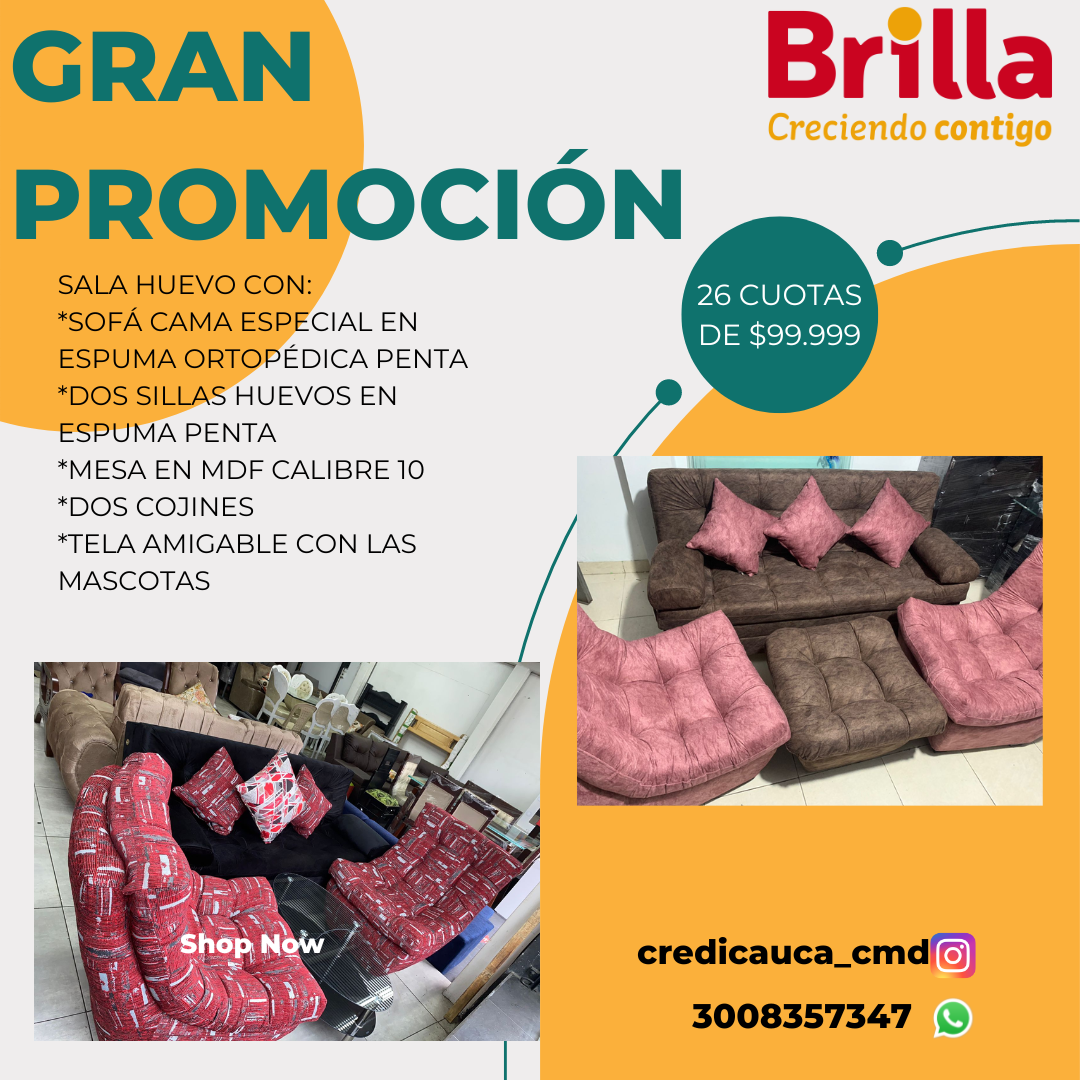 GRAN
PROMOCIÓN
Brilla
Creciendo contigo
SALA HUEVO CON:
*SOFÁ CAMA ESPECIAL EN
ESPUMA ORTOPÉDICA PENTA
*DOS SILLAS HUEVOS EN
ESPUMA PENTA
*MESA EN MDF CALIBRE 10
*DOS COJINES
*TELA AMIGABLE CON LAS
MASCOTAS
26 CUOTAS
DE $99.999
Shop Now
credicauca_cmd
3008357347